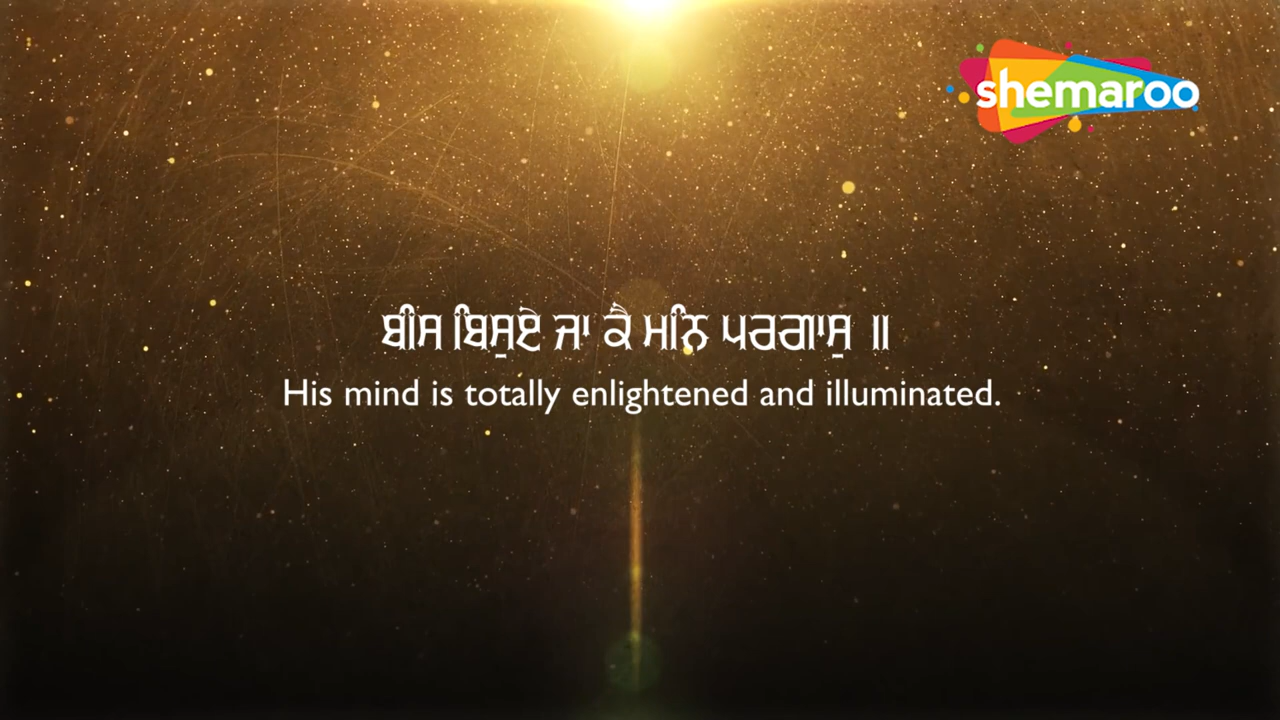 shemaroo
ਬੀਸ ਬਿਸੁਏ ਜਾ ਕੈ ਮਨਿ ਪਰਗਾਸੁ ॥
His mind is totally enlightened and illuminated.